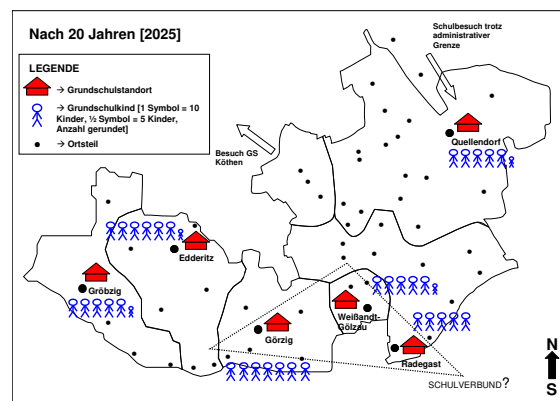 Nach 20 Jahren [2025]
LEGENDE
→ Grundschulstandort
→ Grundschulkind [1 Symbol = 10
Kinder, ½ Symbol = 5 Kinder,
Anzahl gerundet]
→ Ortsteil
Schulbesuch trotz
administrativer
Grenze
Quellendorf
Besuch GS
Köthen
Edderitz
Gröbzig
Görzig
Weißandt-
Gölzau
Radegast
SCHULVERBUND?
N
S